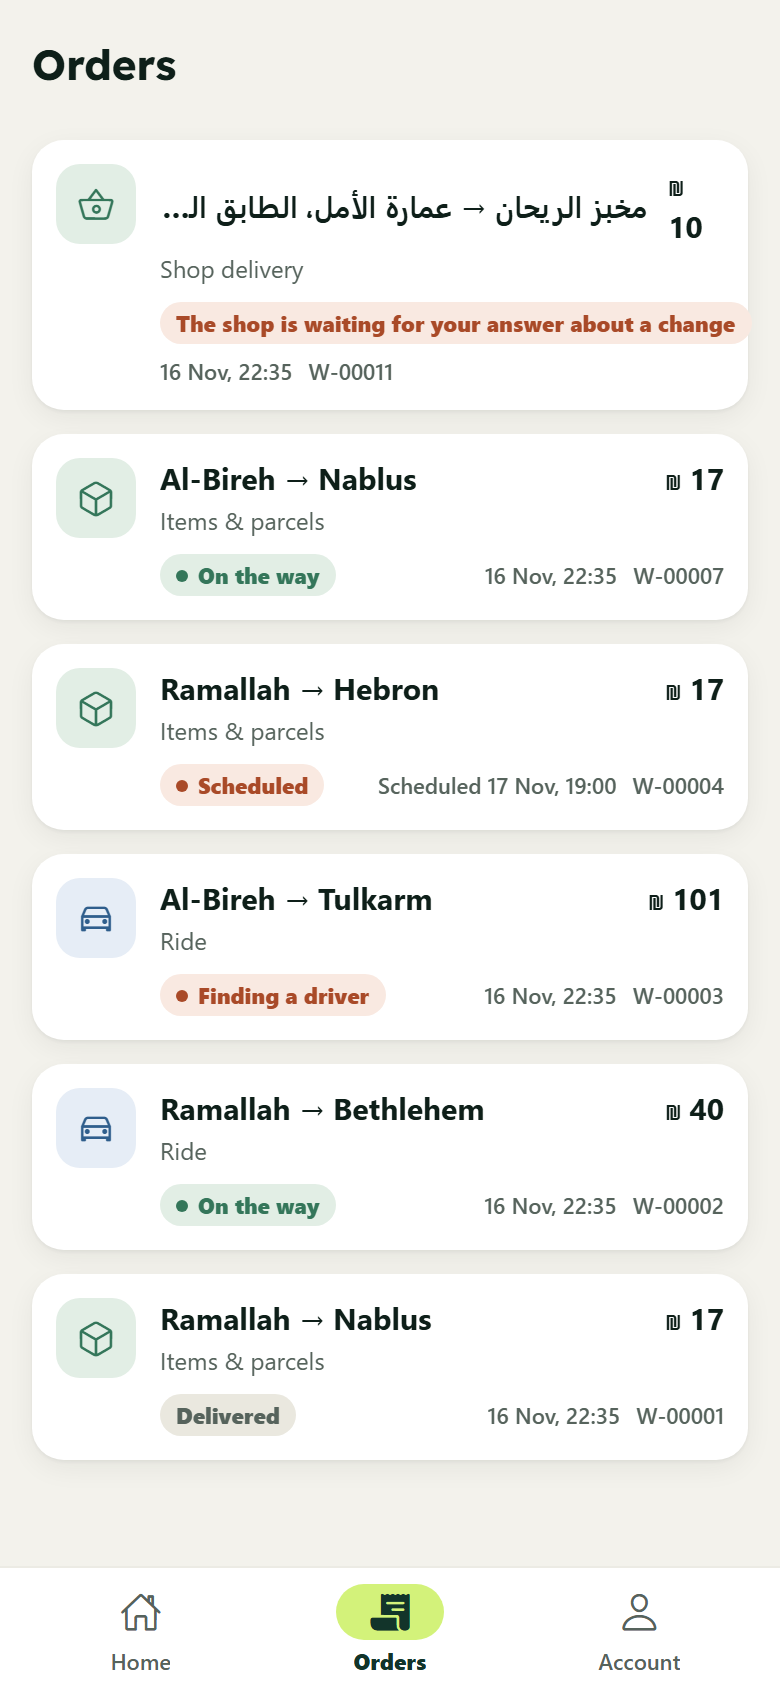 Orders
مخبز الريحان → عمارة الأمل، الطابق الـ...
₪
10
Shop delivery
The shop is waiting for your answer about a change
16 Nov, 22:35 W-00011
Al-Bireh → Nablus ₪ 17
Items & parcels
On the way 16 Nov, 22:35 W-00007
Ramallah → Hebron ₪ 17
Items & parcels
Scheduled Scheduled 17 Nov, 19:00 W-00004
Al-Bireh → Tulkarm ₪ 101
Ride
Finding a driver 16 Nov, 22:35 W-00003
Ramallah → Bethlehem ₪ 40
Ride
On the way 16 Nov, 22:35 W-00002
Ramallah → Nablus ₪ 17
Items & parcels
Delivered 16 Nov, 22:35 W-00001
Home Orders Account